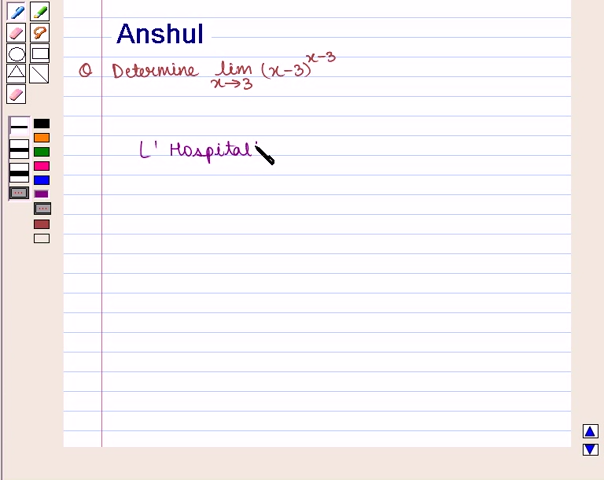 Anshul
Q Determine lim (x-3)^{x-3}
x→3
L' Hospital'